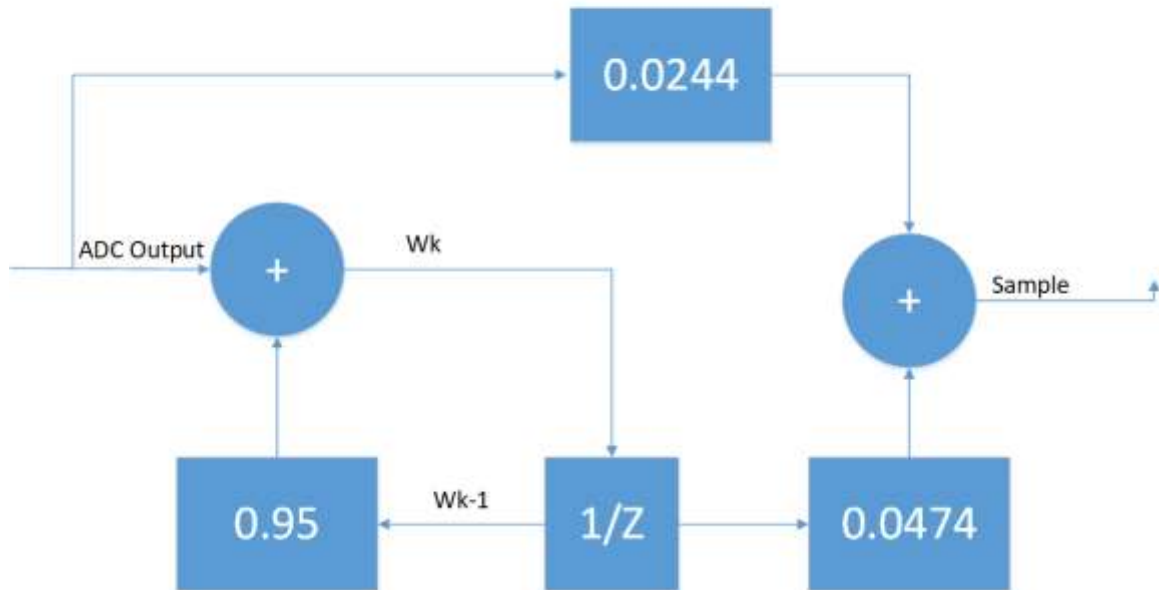 0.0244
ADC Output
+
Wk
+
Sample
0.95
Wk-1
1/Z
0.0474